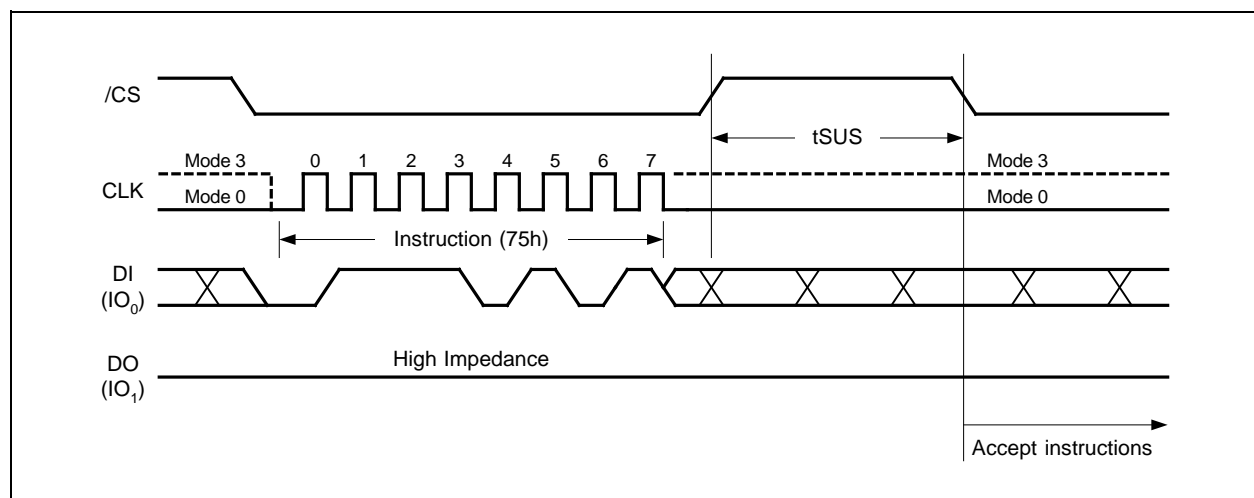 /CS
tSUS
Mode 3 0 1 2 3 4 5 6 7 Mode 3
CLK
Mode 0 Mode 0
Instruction (75h)
DI
(IO0)
High Impedance
DO
(IO1)
Accept instructions